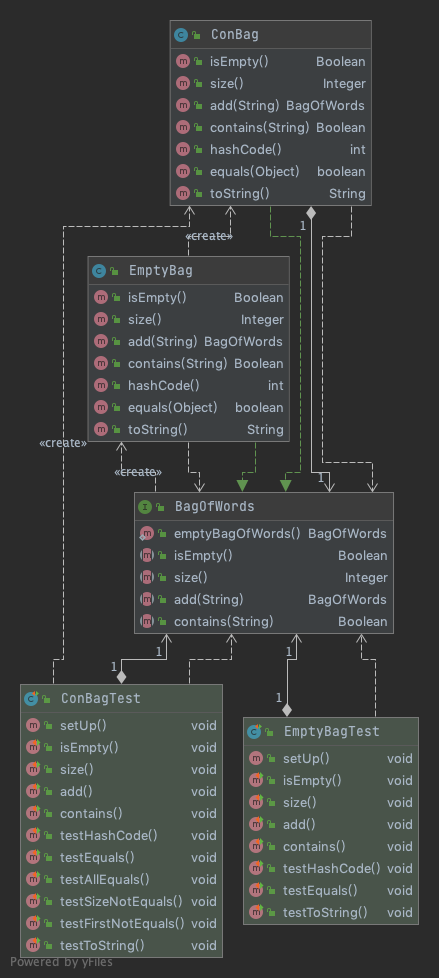 ConBag
isEmpty() Boolean
size() Integer
add(String) BagOfWords
contains(String) Boolean
hashCode() int
equals(Object) boolean
toString() String
1
«create»
EmptyBag
isEmpty() Boolean
size() Integer
add(String) BagOfWords
contains(String) Boolean
hashCode() int
equals(Object) boolean
toString() String
«create»
«create»
1
BagOfWords
emptyBagOfWords() BagOfWords
isEmpty() Boolean
size() Integer
add(String) BagOfWords
contains(String) Boolean
1
1
1
1
ConBagTest
setUp() void
isEmpty() void
size() void
add() void
contains() void
testHashCode() void
testEquals() void
testAllEquals() void
testSizeNotEquals() void
testFirstNotEquals() void
testToString() void
EmptyBagTest
setUp() void
isEmpty() void
size() void
add() void
contains() void
testHashCode() void
testEquals() void
testToString() void
Powered by yFiles